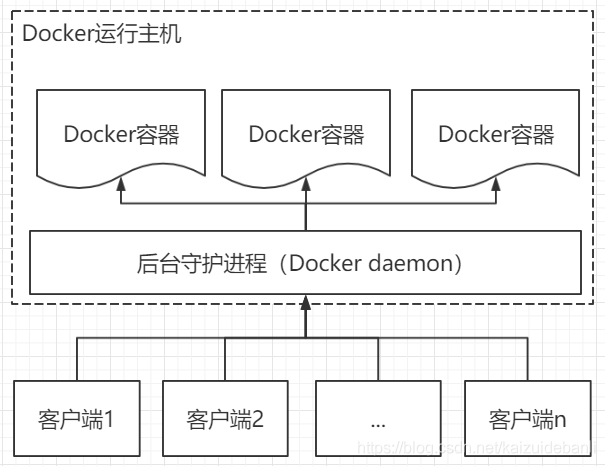 Docker运行主机
Docker容器 Docker容器 Docker容器
后台守护进程（Docker daemon）
客户端1 客户端2 ... 客户端n
https://blog.csdn.net/kaizuidebanli